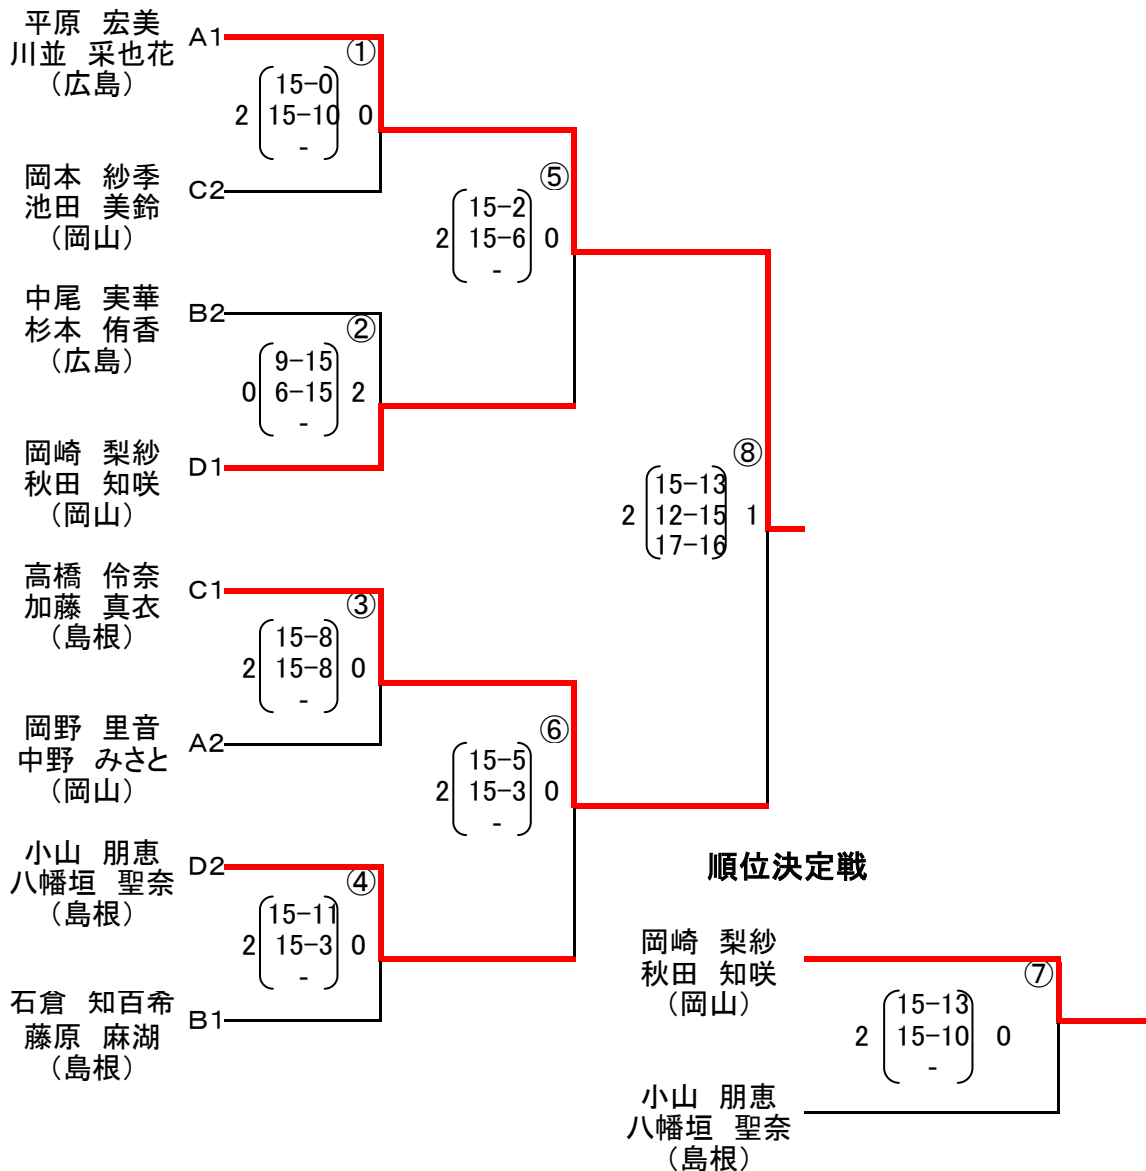 平原　宏美
川並　采也花
（広島）
A1
①
15-0
2 15-10 0
-
岡本　紗季
池田　美鈴
（岡山）
C2
⑤
15-2
2 15-6 0
-
中尾　実華
杉本　侑香
（広島）
B2
②
9-15
0 6-15 2
-
岡崎　梨紗
秋田　知咲
（岡山）
D1
⑧
15-13
2 12-15 1
17-16
高橋　伶奈
加藤　真衣
（島根）
C1
③
15-8
2 15-8 0
-
岡野　里音
中野　みさと
（岡山）
A2
⑥
15-5
2 15-3 0
-
小山　朋恵
八幡垣　聖奈
（島根）
D2
④
15-11
2 15-3 0
-
石倉　知百希
藤原　麻湖
（島根）
B1
順位決定戦
岡崎　梨紗
秋田　知咲
（岡山）
⑦
15-13
2 15-10 0
-
小山　朋恵
八幡垣　聖奈
（島根）